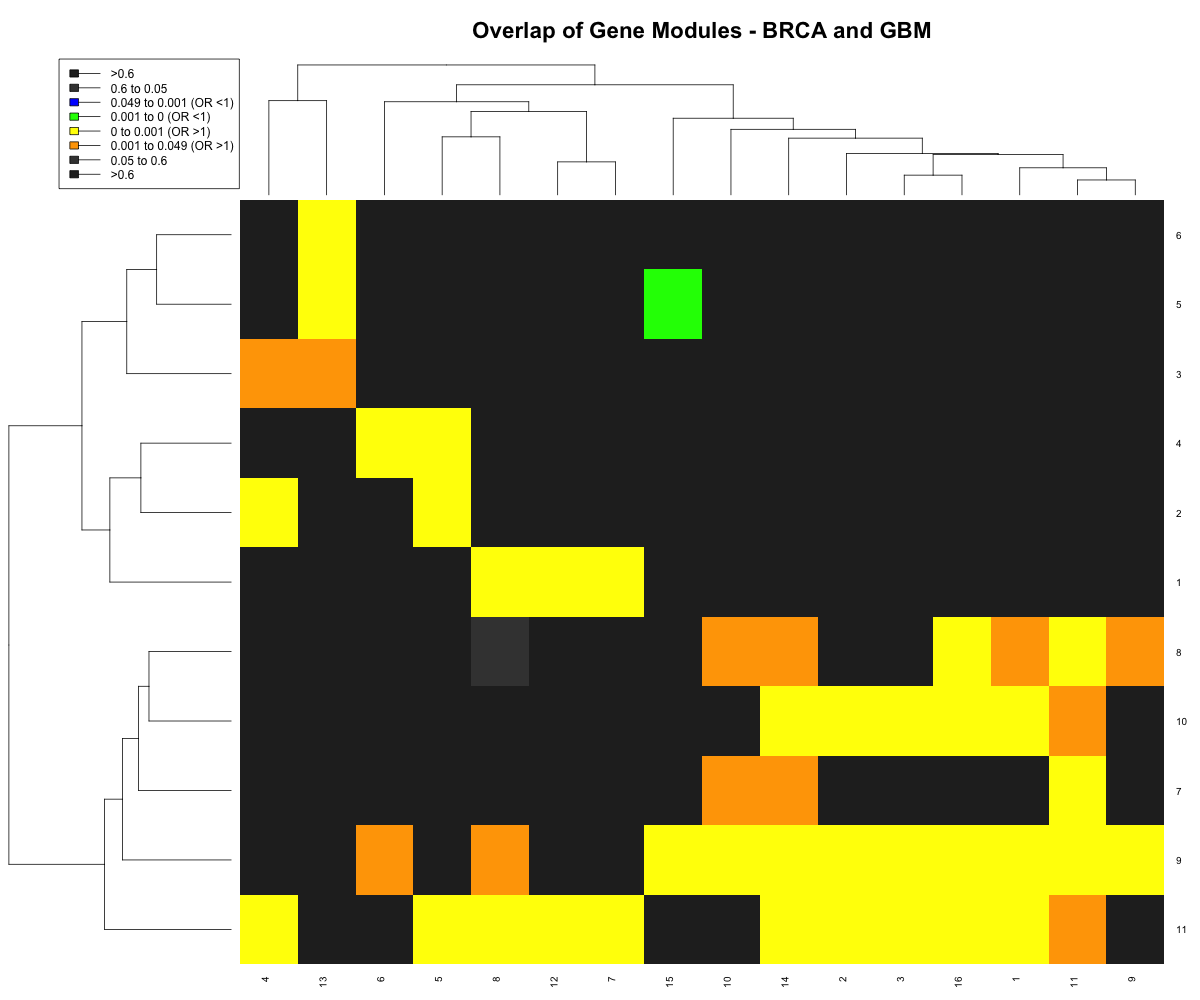 Overlap of Gene Modules - BRCA and GBM
>0.6
0.6 to 0.05
0.049 to 0.001 (OR <1)
0.001 to 0 (OR <1)
0 to 0.001 (OR >1)
0.001 to 0.049 (OR >1)
0.05 to 0.6
>0.6
6
5
3
4
2
1
8
10
7
9
11
4 13 6 5 8 12 7 15 10 14 2 3 16 1 11 9